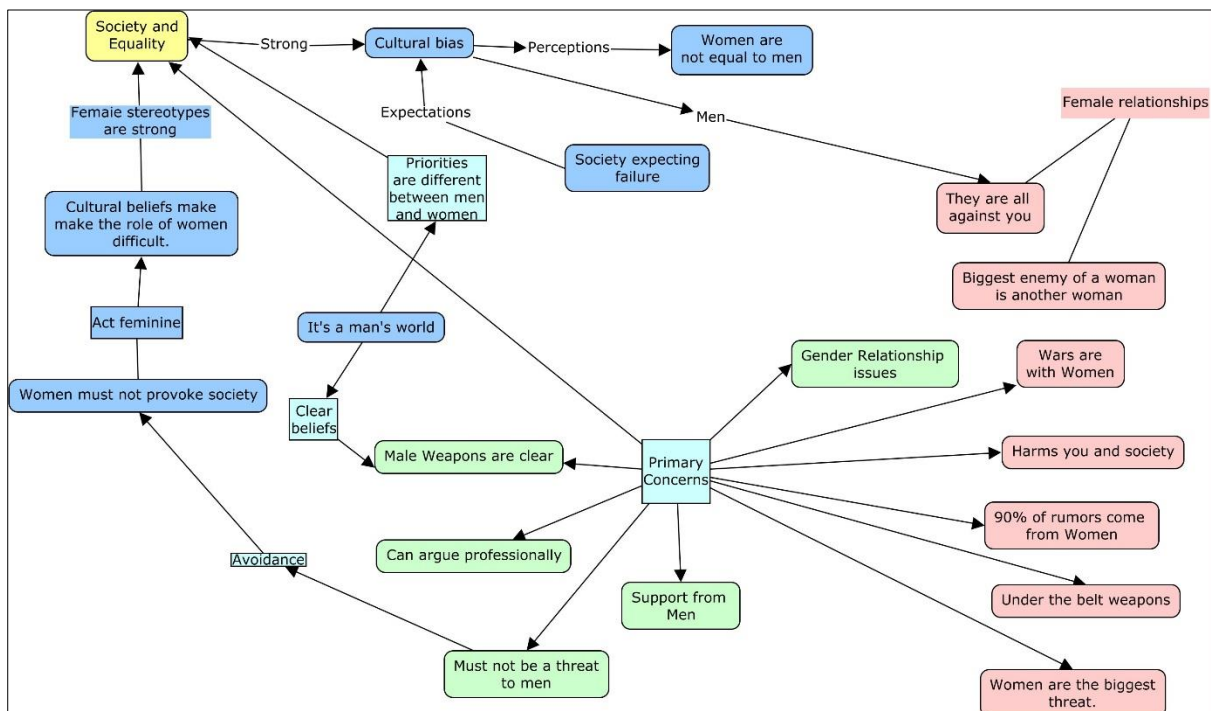 Society and
Equality
Strong
Cultural bias
Perceptions
Women are
not equal to men
Female stereotypes
are strong
Expectations
Men
Female relationships
Priorities
are different
between men
and women
Society expecting
failure
They are all
against you
Cultural beliefs make
make the role of women
difficult.
Biggest enemy of a woman
is another woman
Act feminine
It's a man's world
Gender Relationship
issues
Wars are
with Women
Women must not provoke society
Clear
beliefs
Male Weapons are clear
Primary
Concerns
Harms you and society
90% of rumors come
from Women
Can argue professionally
Avoidance
Support from
Men
Under the belt weapons
Must not be a threat
to men
Women are the biggest
threat.